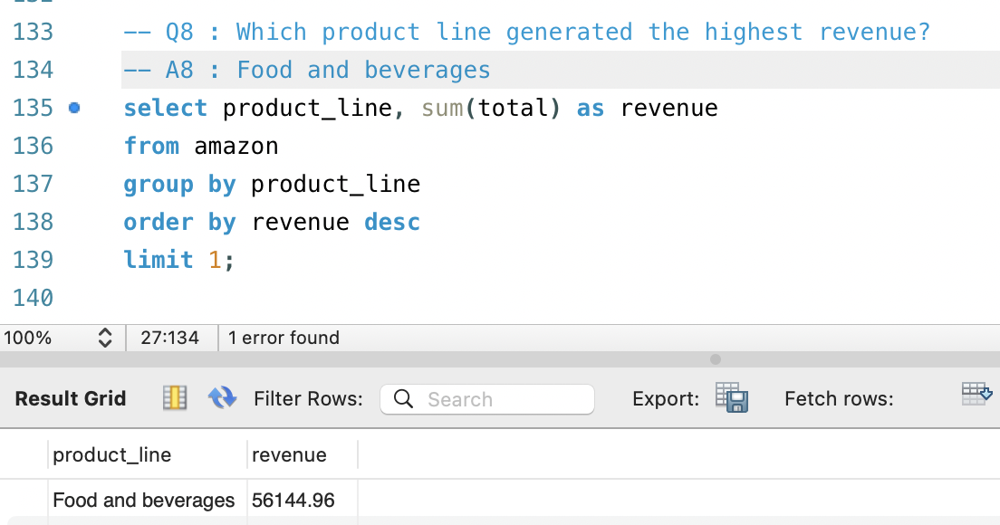 133 -- Q8 : Which product line generated the highest revenue?
134 -- A8 : Food and beverages
135 select product_line, sum(total) as revenue
136 from amazon
137 group by product_line
138 order by revenue desc
139 limit 1;
140
100% 27:134 1 error found
Result Grid Filter Rows: Search Export: Fetch rows:
product_line revenue
Food and beverages 56144.96